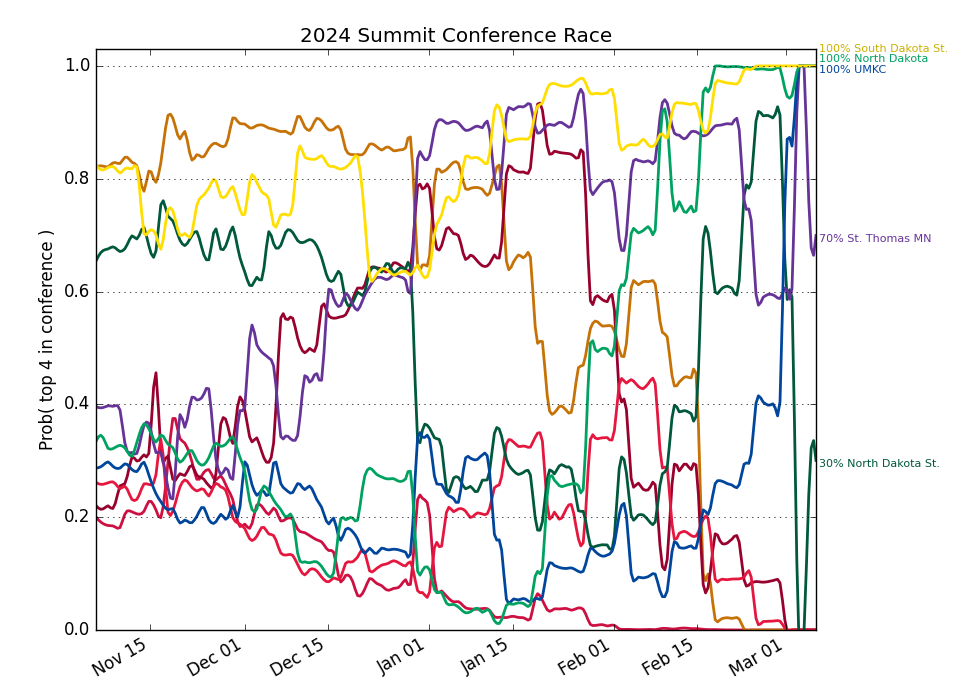 2024 Summit Conference Race
Prob( top 4 in conference )
1.0
0.8
0.6
0.4
0.2
0.0
Nov 15
Dec 01
Dec 15
Jan 01
Jan 15
Feb 01
Feb 15
Mar 01
100% South Dakota St.
100% North Dakota
100% UMKC
70% St. Thomas MN
30% North Dakota St.